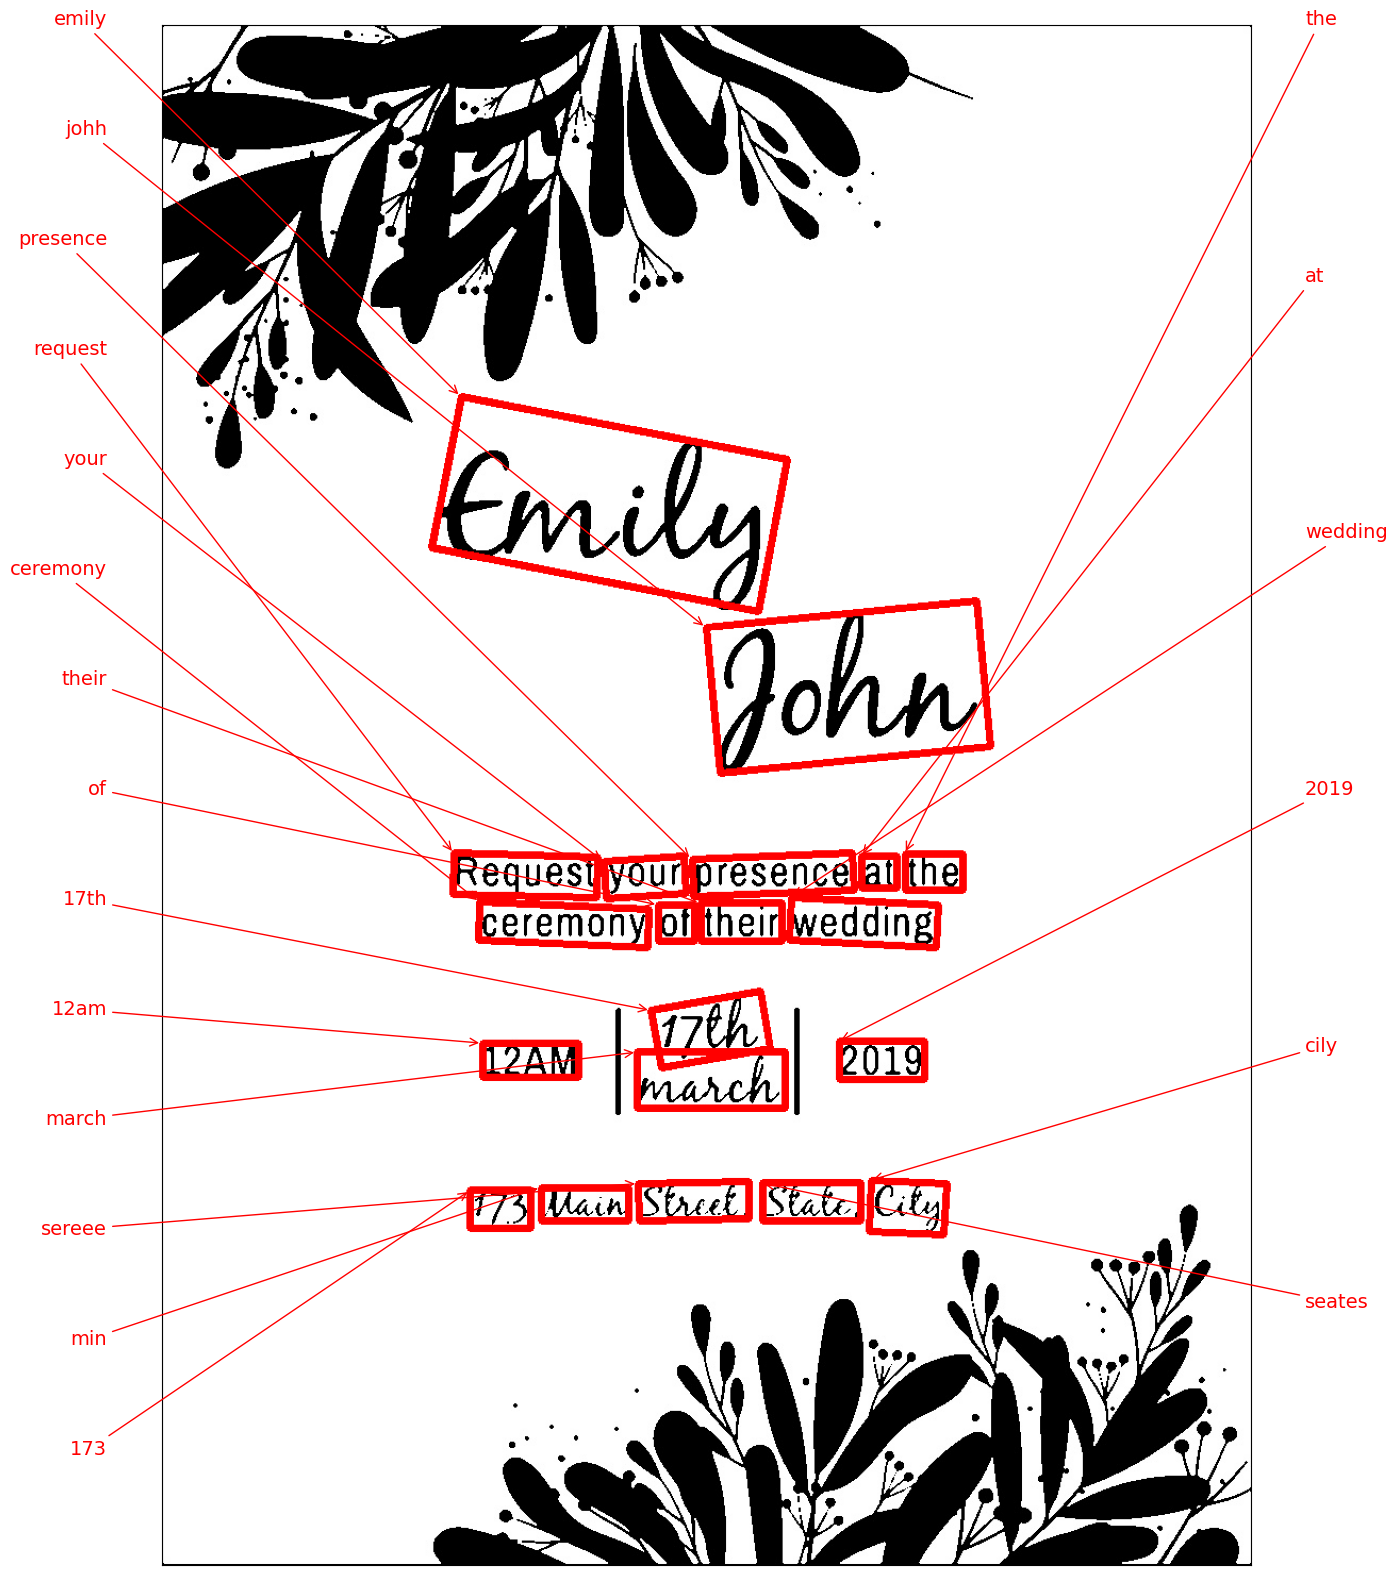 emily
the
johh
presence
at
request
your
wedding
ceremony
their
of
2019
17th
12am
cily
march
sereee
seates
min
173
Emily
John
Request your presence at the
ceremony of their wedding
12AM
17th
march
2019
173 Main Street, State, City